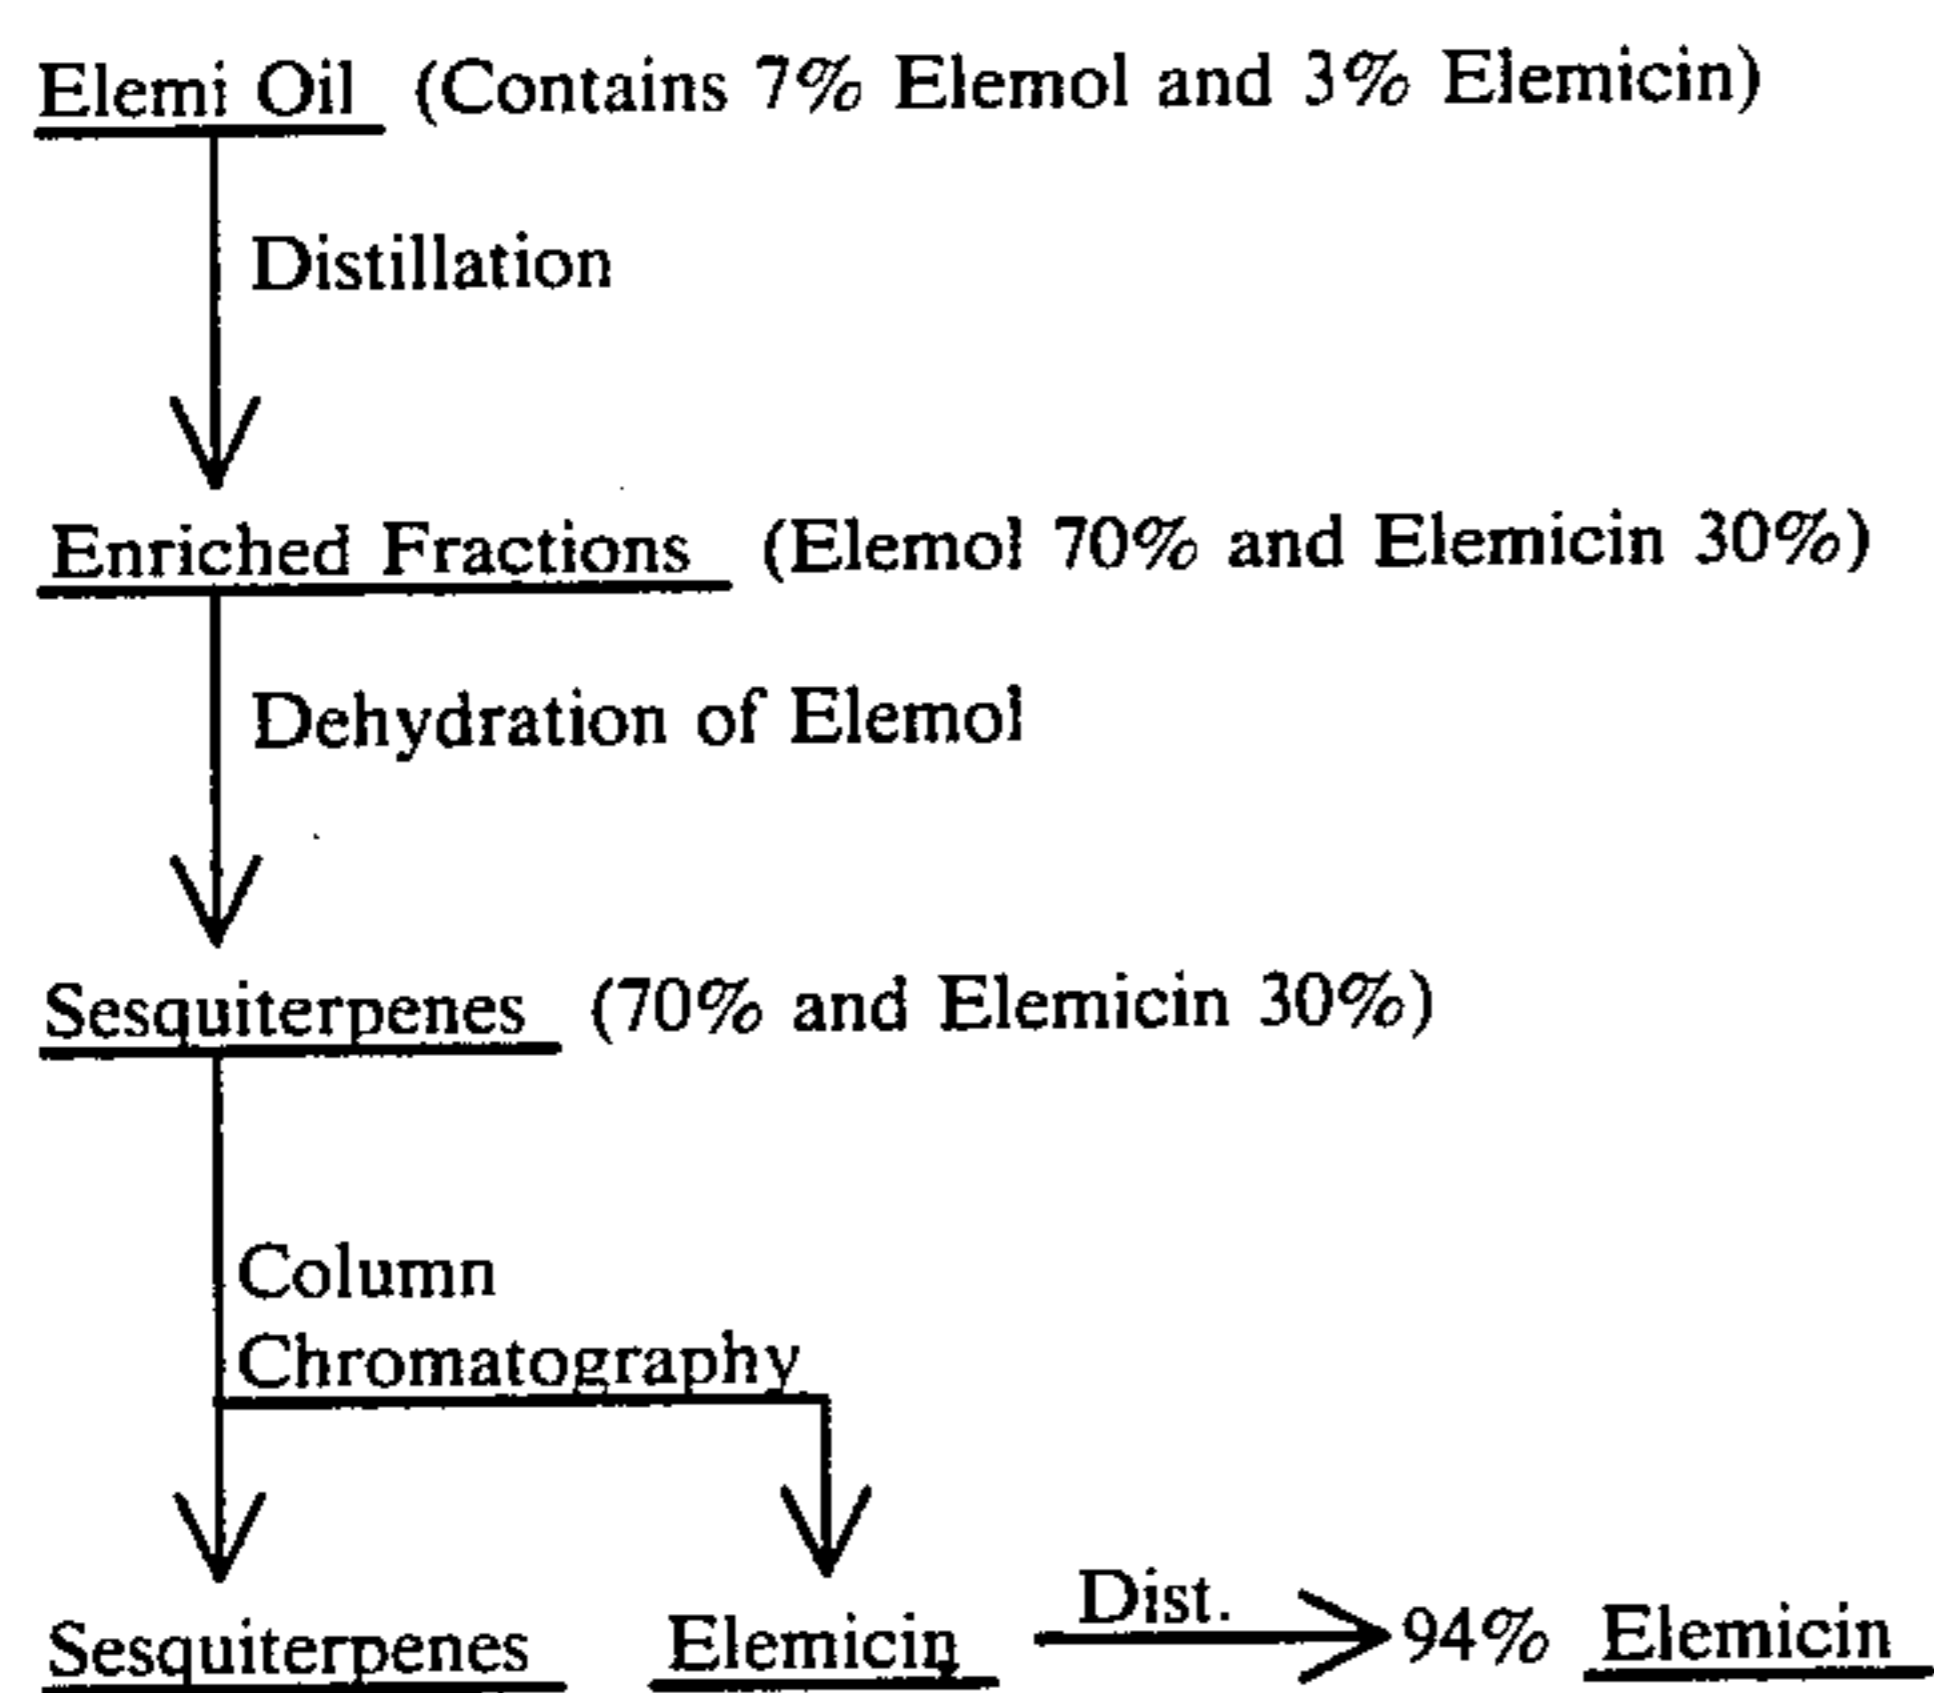 Elemi Oil (Contains 7% Elemol and 3% Elemicin)
Distillation
Enriched Fractions (Elemol 70% and Elemicin 30%)
Dehydration of Elemol
Sesquiterpenes (70% and Elemicin 30%)
Column
Chromatography
Dist.
Sesquiterpenes Elemicin 94% Elemicin